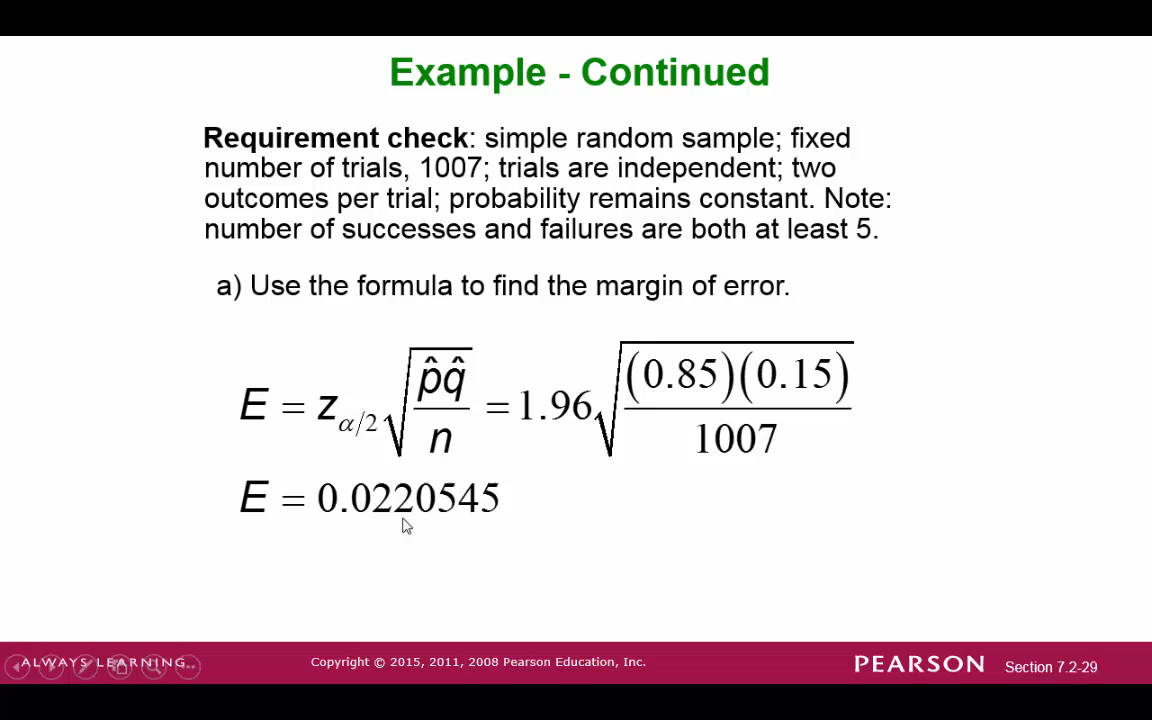 Example - Continued
Requirement check: simple random sample; fixed
number of trials, 1007; trials are independent; two
outcomes per trial; probability remains constant. Note:
number of successes and failures are both at least 5.
a) Use the formula to find the margin of error.
E = z_{α/2} √(p̂q̂/n) = 1.96 √((0.85)(0.15)/1007)
E = 0.0220545
ALWAYS LEARNING
Copyright © 2015, 2011, 2008 Pearson Education, Inc.
PEARSON
Section 7.2-29